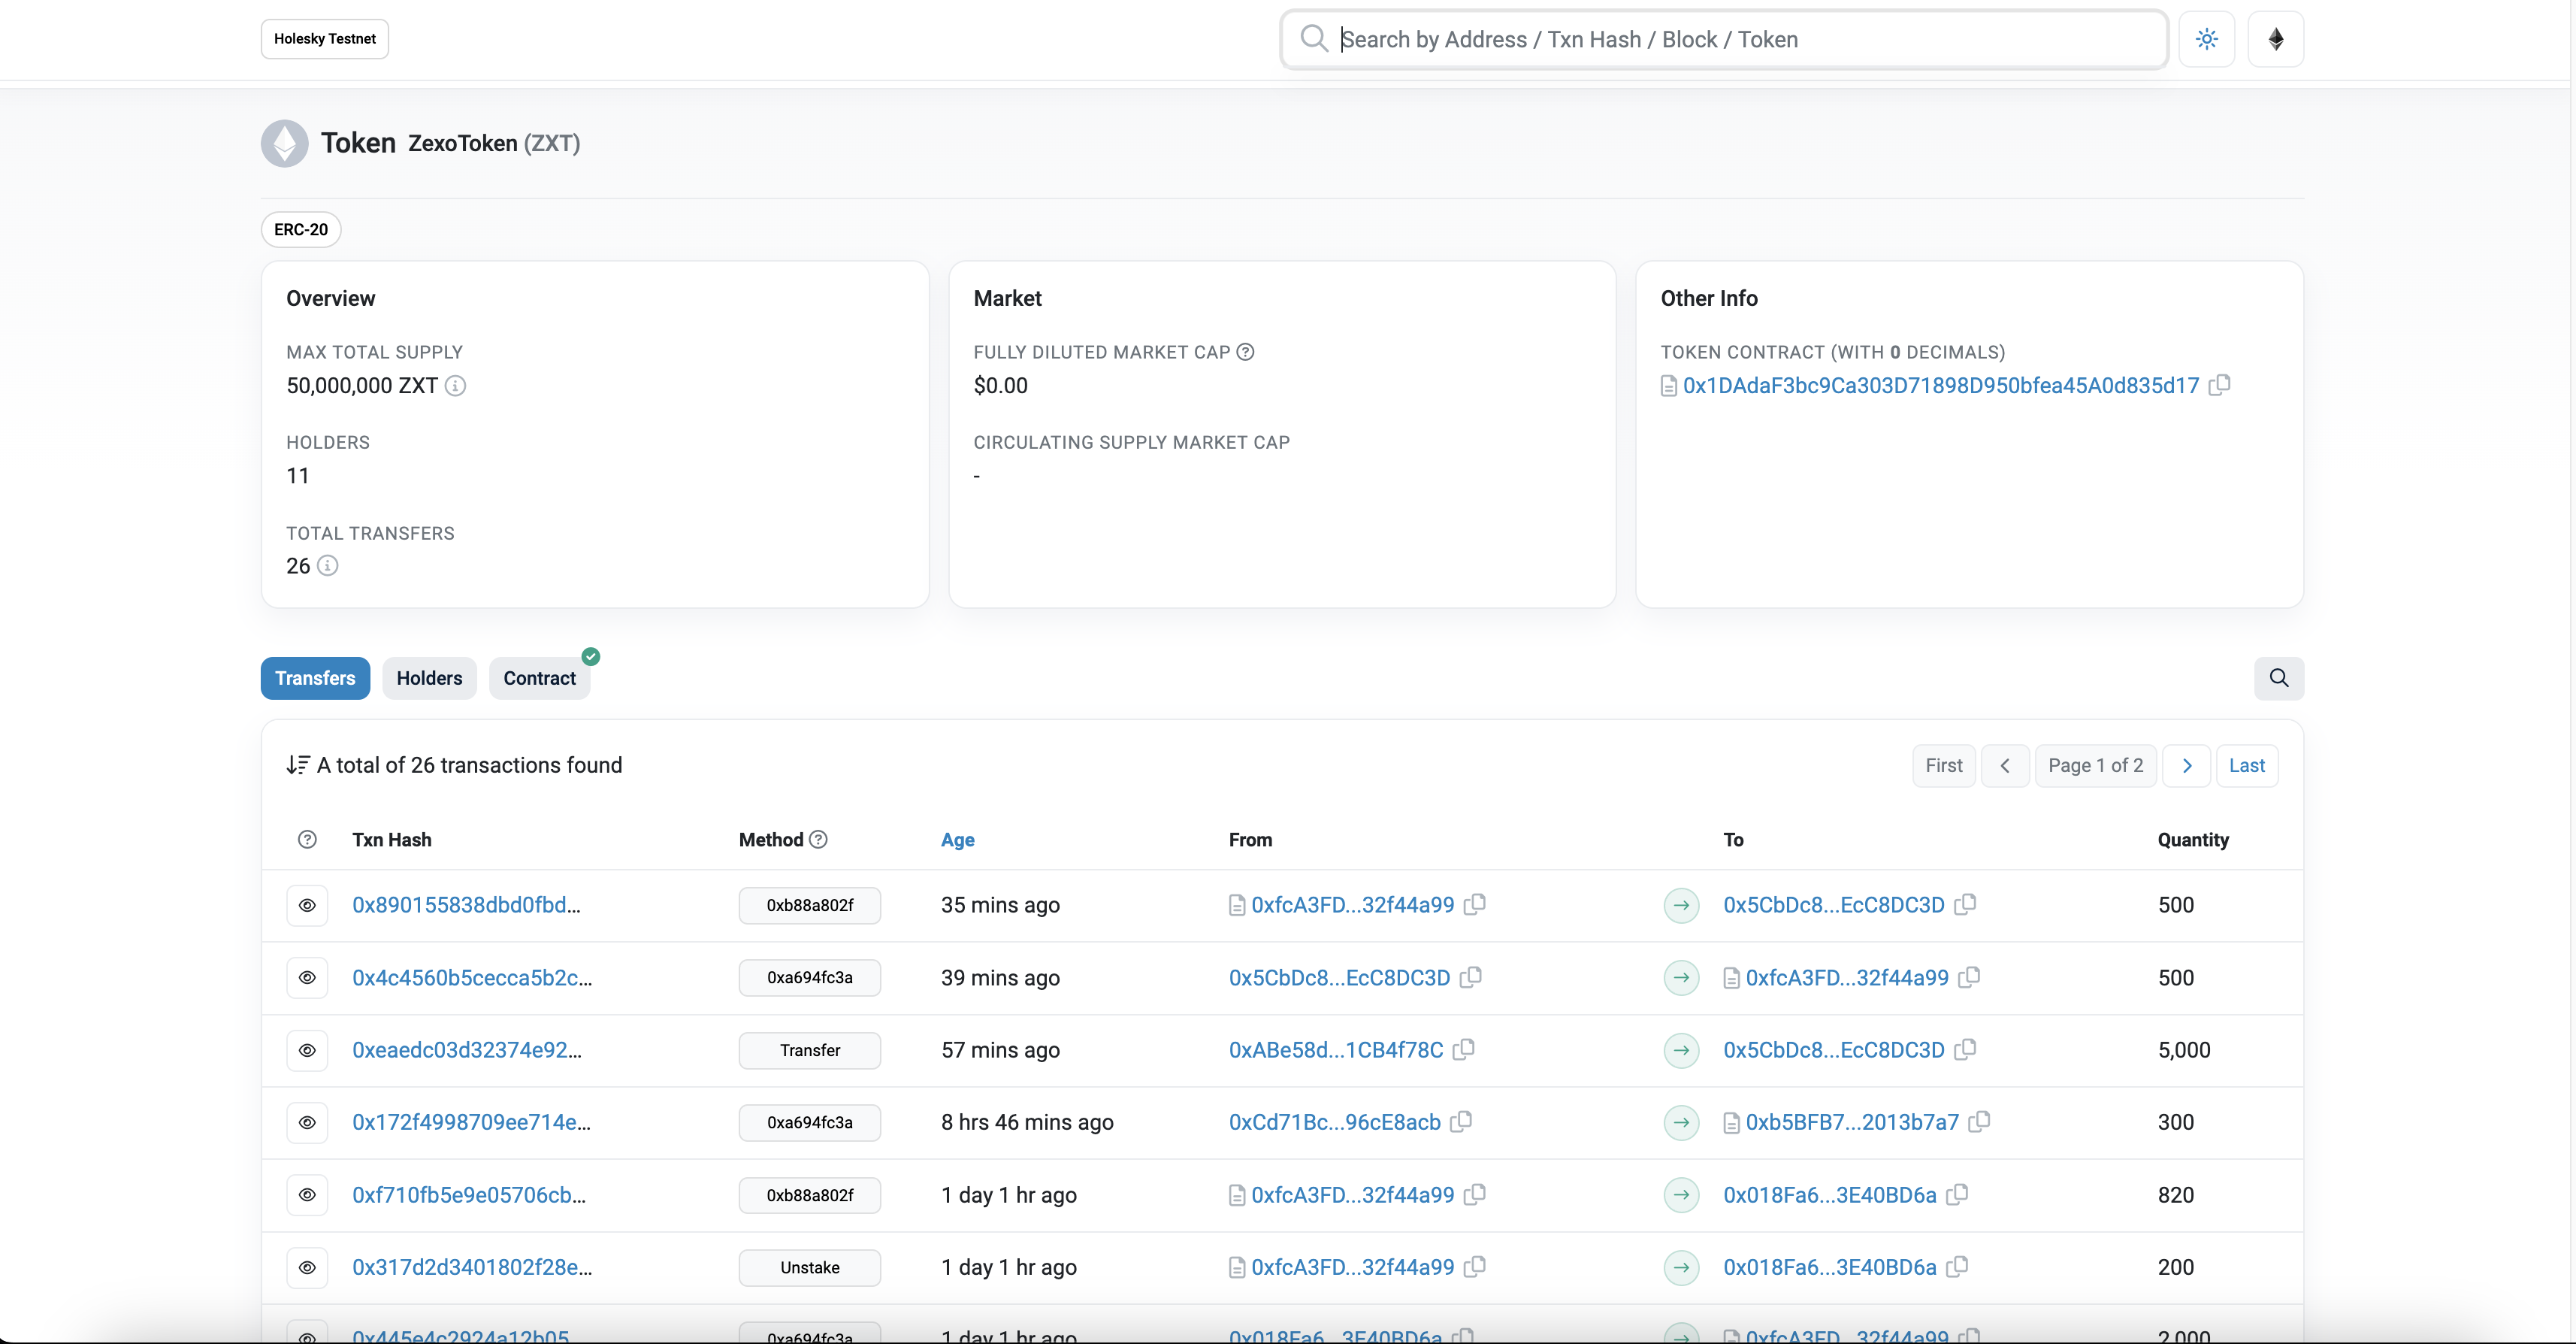 Holesky Testnet
Search by Address / Txn Hash / Block / Token
Token ZexoToken (ZXT)
ERC-20
Overview
MAX TOTAL SUPPLY
50,000,000 ZXT
HOLDERS
11
TOTAL TRANSFERS
26
Market
FULLY DILUTED MARKET CAP
$0.00
CIRCULATING SUPPLY MARKET CAP
-
Other Info
TOKEN CONTRACT (WITH 0 DECIMALS)
0x1DAdaF3bc9Ca303D71898D950bfea45A0d835d17
Transfers Holders Contract
A total of 26 transactions found
First Page 1 of 2 Last
Txn Hash Method Age From To Quantity
0x890155838dbd0fbd... 0xb88a802f 35 mins ago 0xfcA3FD...32f44a99 0x5CbDc8...EcC8DC3D 500
0x4c4560b5cecca5b2c... 0xa694fc3a 39 mins ago 0x5CbDc8...EcC8DC3D 0xfcA3FD...32f44a99 500
0xeaedc03d32374e92... Transfer 57 mins ago 0xABe58d...1CB4f78C 0x5CbDc8...EcC8DC3D 5,000
0x172f4998709ee714e... 0xa694fc3a 8 hrs 46 mins ago 0xCd71Bc...96cE8acb 0xb5BFB7...2013b7a7 300
0xf710fb5e9e05706cb... 0xb88a802f 1 day 1 hr ago 0xfcA3FD...32f44a99 0x018Fa6...3E40BD6a 820
0x317d2d3401802f28e... Unstake 1 day 1 hr ago 0xfcA3FD...32f44a99 0x018Fa6...3E40BD6a 200
0x445e4c2924a12b05... 0xa694fc3a 1 day 1 hr ago 0x018Fa6...3E40BD6a 0xfcA3FD...32f44a99 2,000